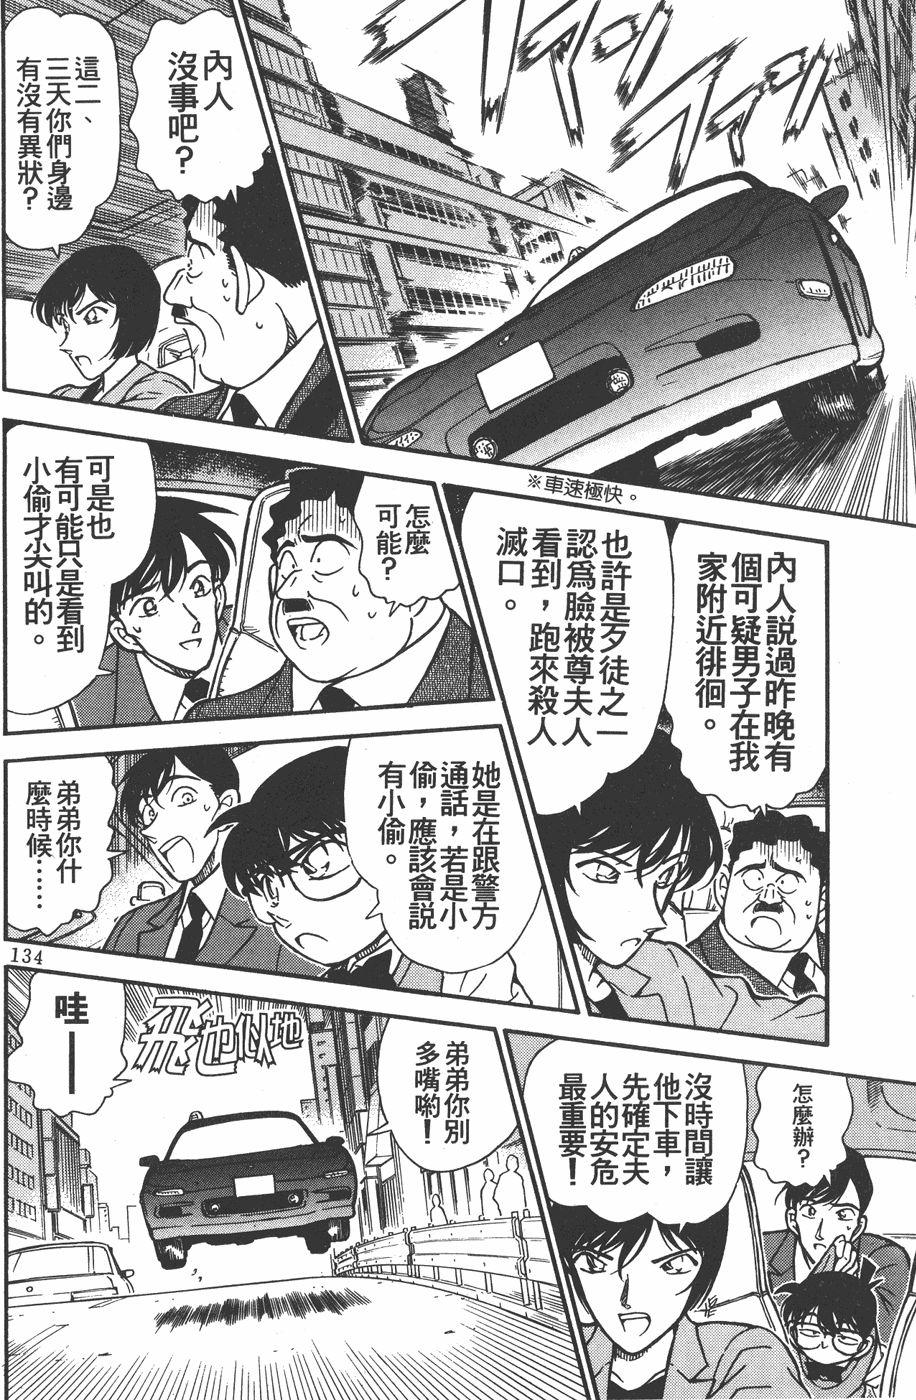 ※車速極快。
內人
沒事吧？
這二、
三天你們身邊
有沒有異狀？
內人説過昨晚有
個可疑男子在我
家附近徘徊。
也許是歹徒之一
認爲臉被尊夫人
看到，跑來殺人
滅口。
怎麼
可能？
可是也
有可能只是看到
小偷才尖叫的。
她是在跟警方
通話，若是小
偷，應該會說
有小偷。
弟弟你什
麼時候……
怎麼辦？
沒時間讓
他下車，
先確定夫
人的安危
最重要！
弟弟你別
多嘴喲！
飛也似地
哇——
134